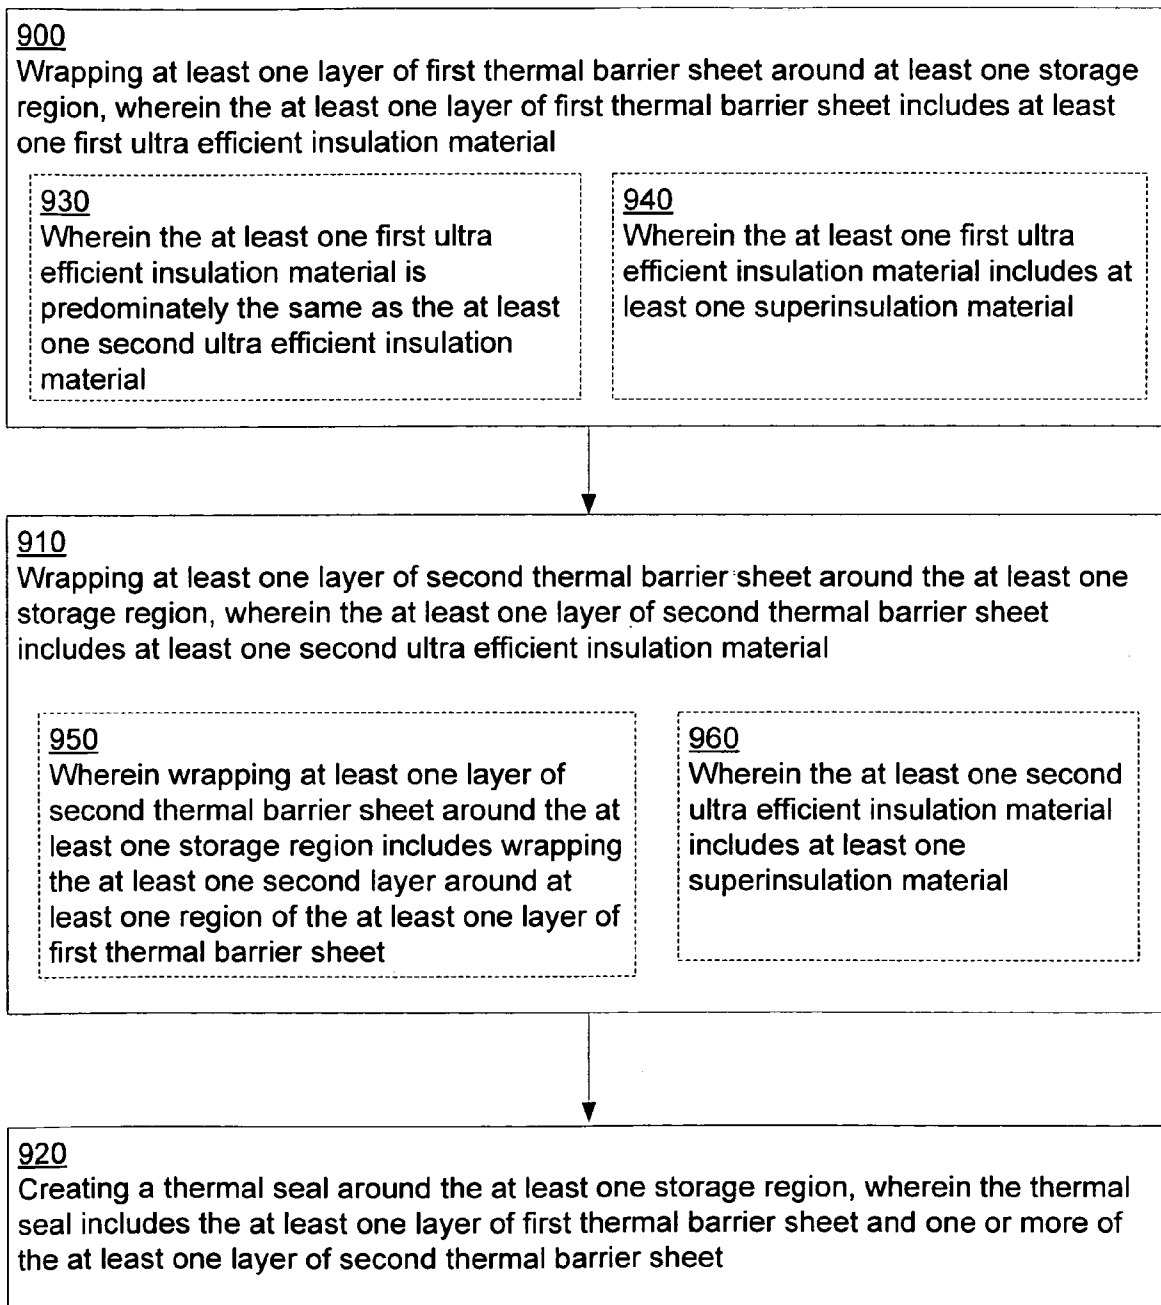 900
Wrapping at least one layer of first thermal barrier sheet around at least one storage
region, wherein the at least one layer of first thermal barrier sheet includes at least
one first ultra efficient insulation material
930
Wherein the at least one first ultra
efficient insulation material is
predominately the same as the at least
one second ultra efficient insulation
material
940
Wherein the at least one first ultra
efficient insulation material includes at
least one superinsulation material
910
Wrapping at least one layer of second thermal barrier sheet around the at least one
storage region, wherein the at least one layer of second thermal barrier sheet
includes at least one second ultra efficient insulation material
950
Wherein wrapping at least one layer of
second thermal barrier sheet around the at
least one storage region includes wrapping
the at least one second layer around at
least one region of the at least one layer of
first thermal barrier sheet
960
Wherein the at least one second
ultra efficient insulation material
includes at least one
superinsulation material
920
Creating a thermal seal around the at least one storage region, wherein the thermal
seal includes the at least one layer of first thermal barrier sheet and one or more of
the at least one layer of second thermal barrier sheet